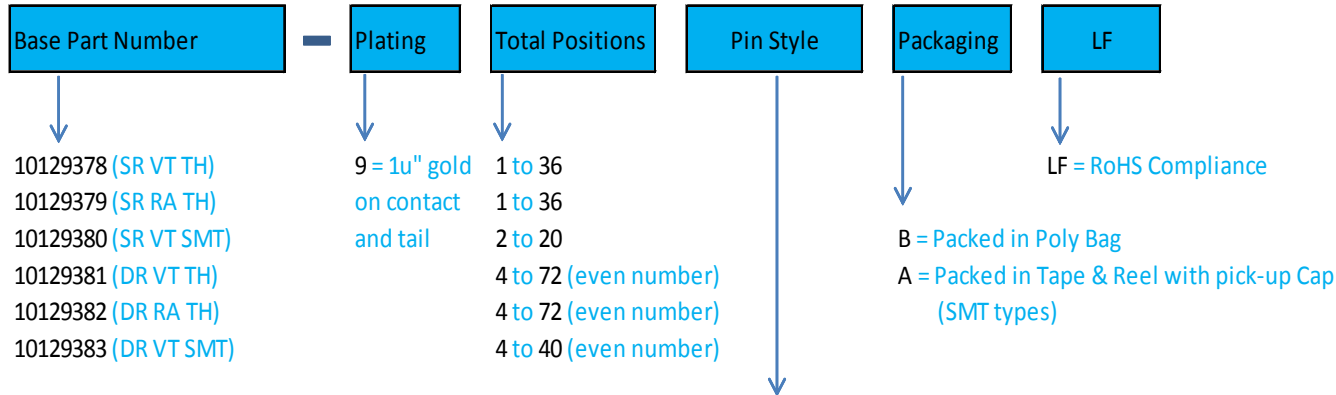 Base Part Number - Plating Total Positions Pin Style Packaging LF
10129378 (SR VT TH) 9 = 1u" gold 1 to 36 LF = RoHS Compliance
10129379 (SR RA TH) on contact 1 to 36
10129380 (SR VT SMT) and tail 2 to 20 B = Packed in Poly Bag
10129381 (DR VT TH) 4 to 72 (even number) A = Packed in Tape & Reel with pick-up Cap
10129382 (DR RA TH) 4 to 72 (even number) (SMT types)
10129383 (DR VT SMT) 4 to 40 (even number)